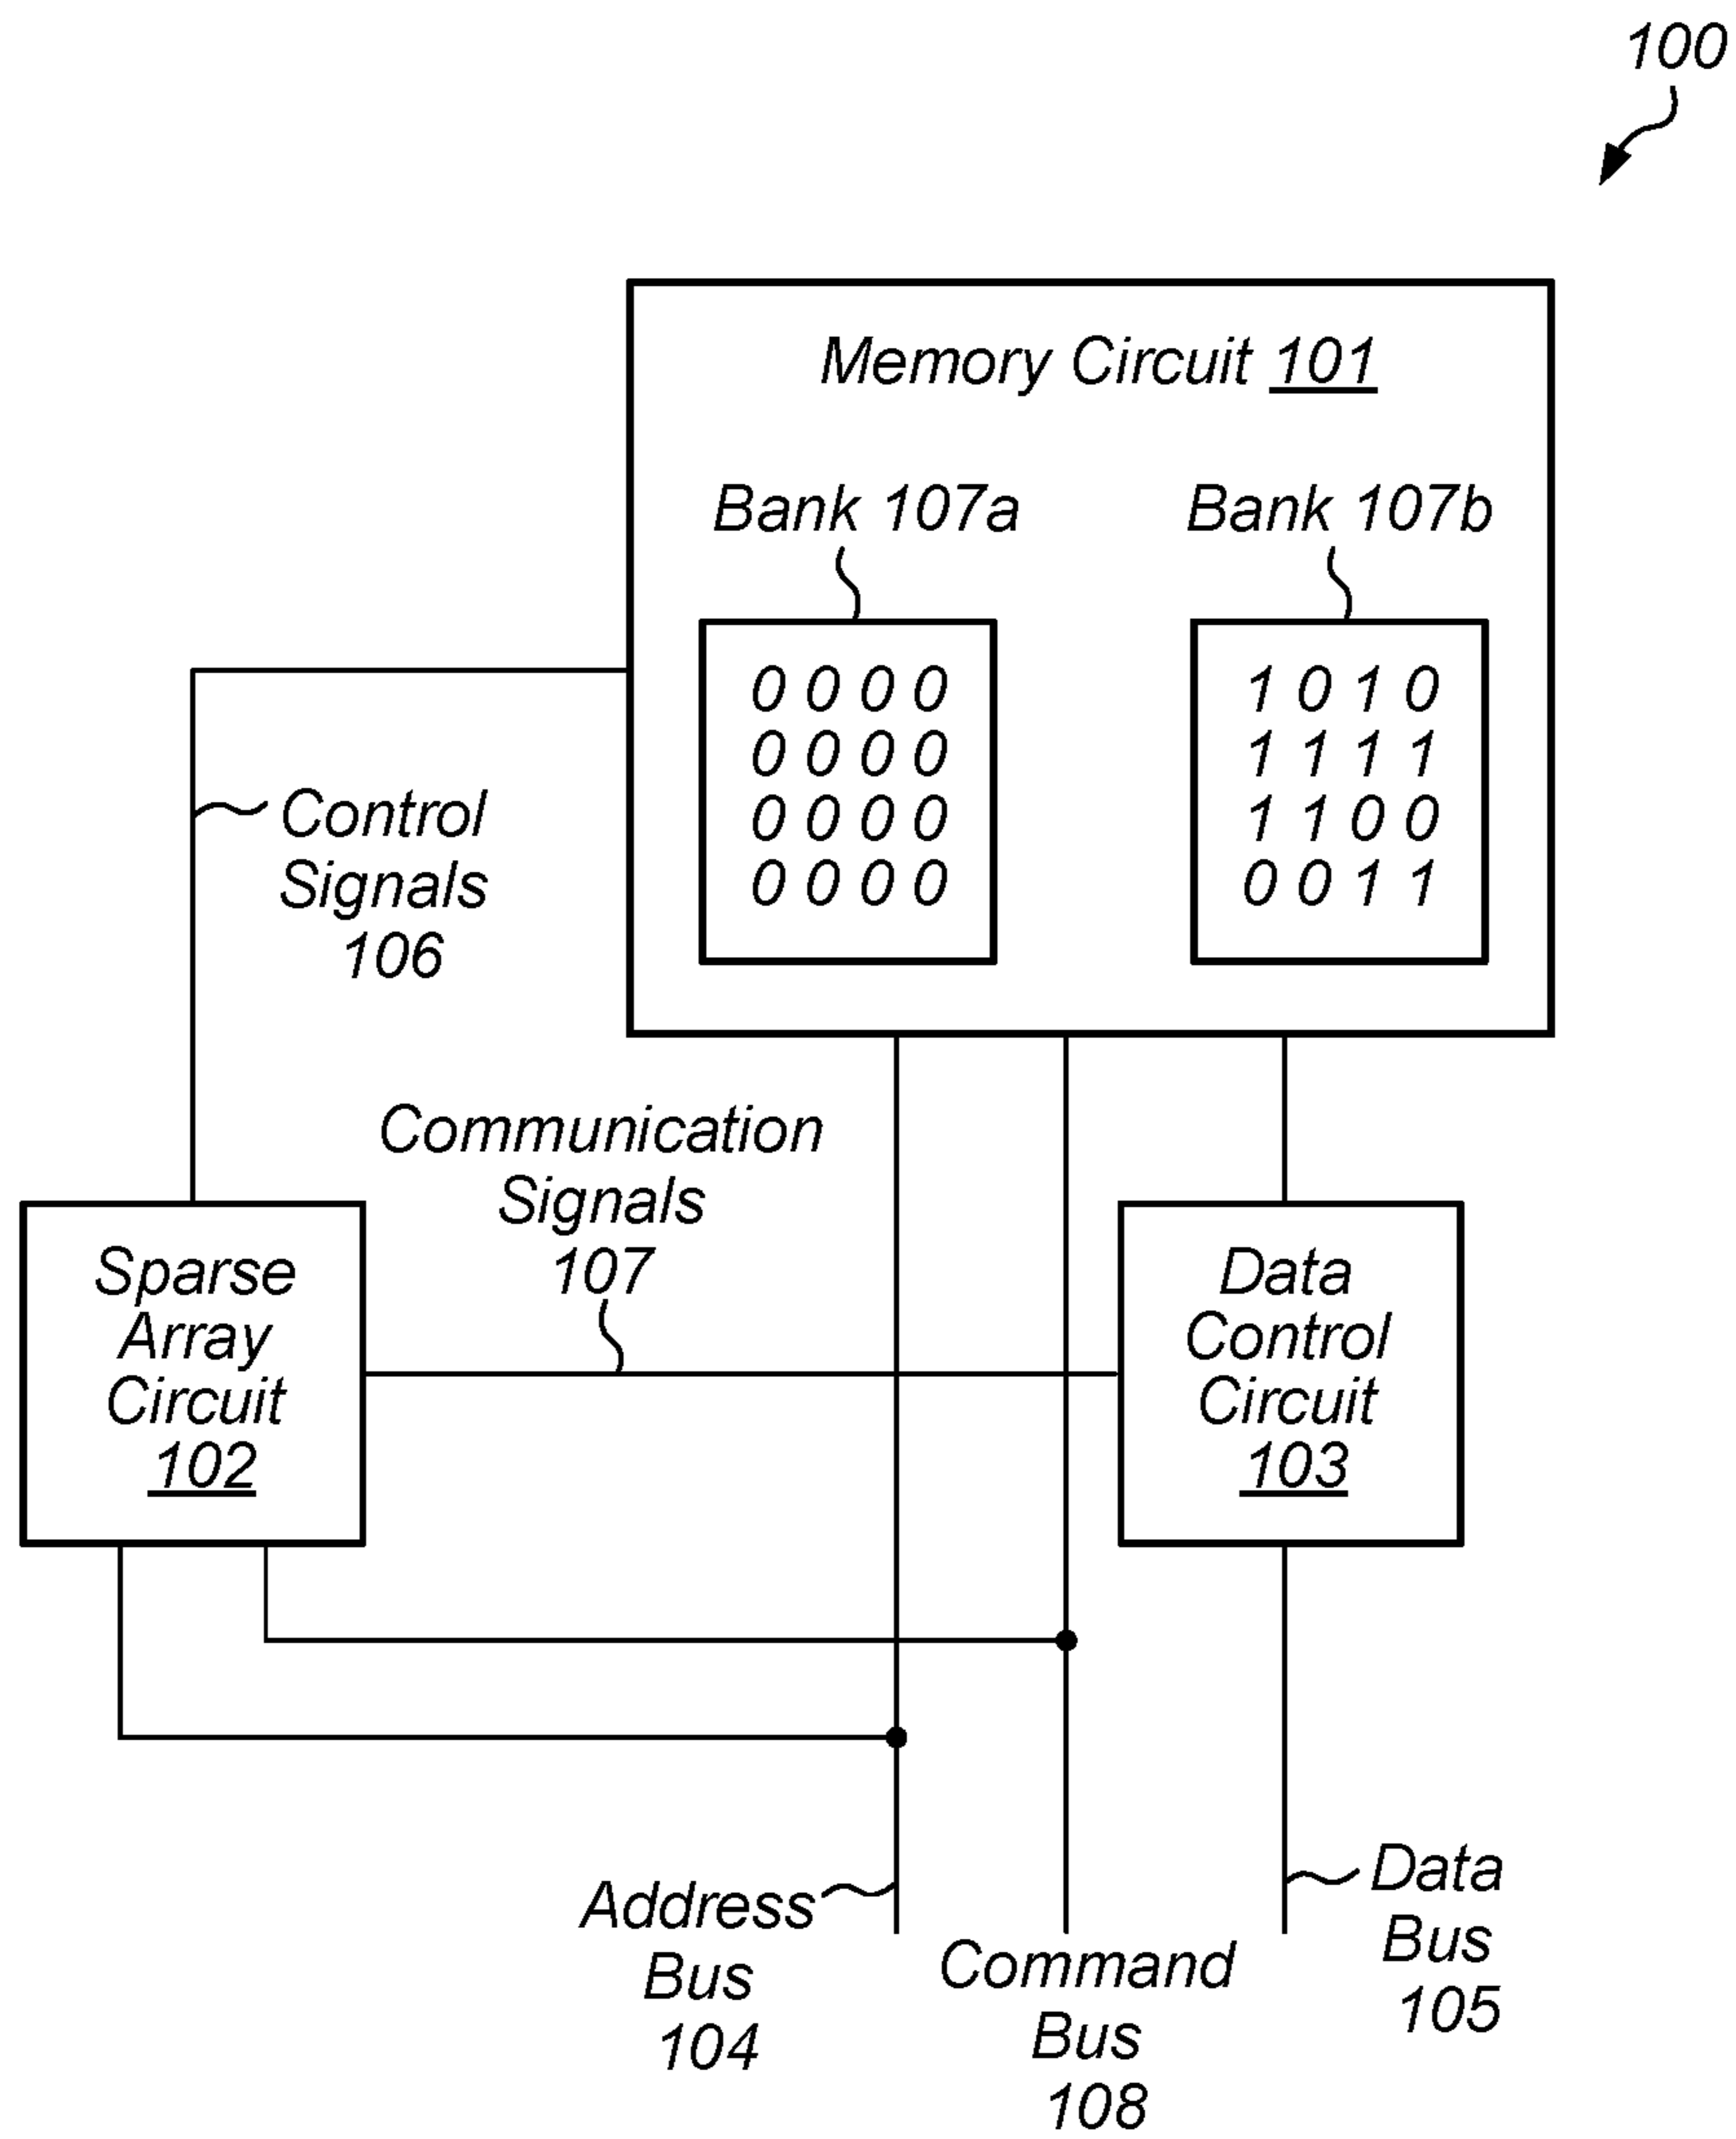 100
Memory Circuit 101
Bank 107a
Bank 107b
0 0 0 0
0 0 0 0
0 0 0 0
0 0 0 0
1 0 1 0
1 1 1 1
1 1 0 0
0 0 1 1
Control
Signals
106
Communication
Signals
107
Sparse
Array
Circuit
102
Data
Control
Circuit
103
Address
Bus
104
Command
Bus
108
Data
Bus
105